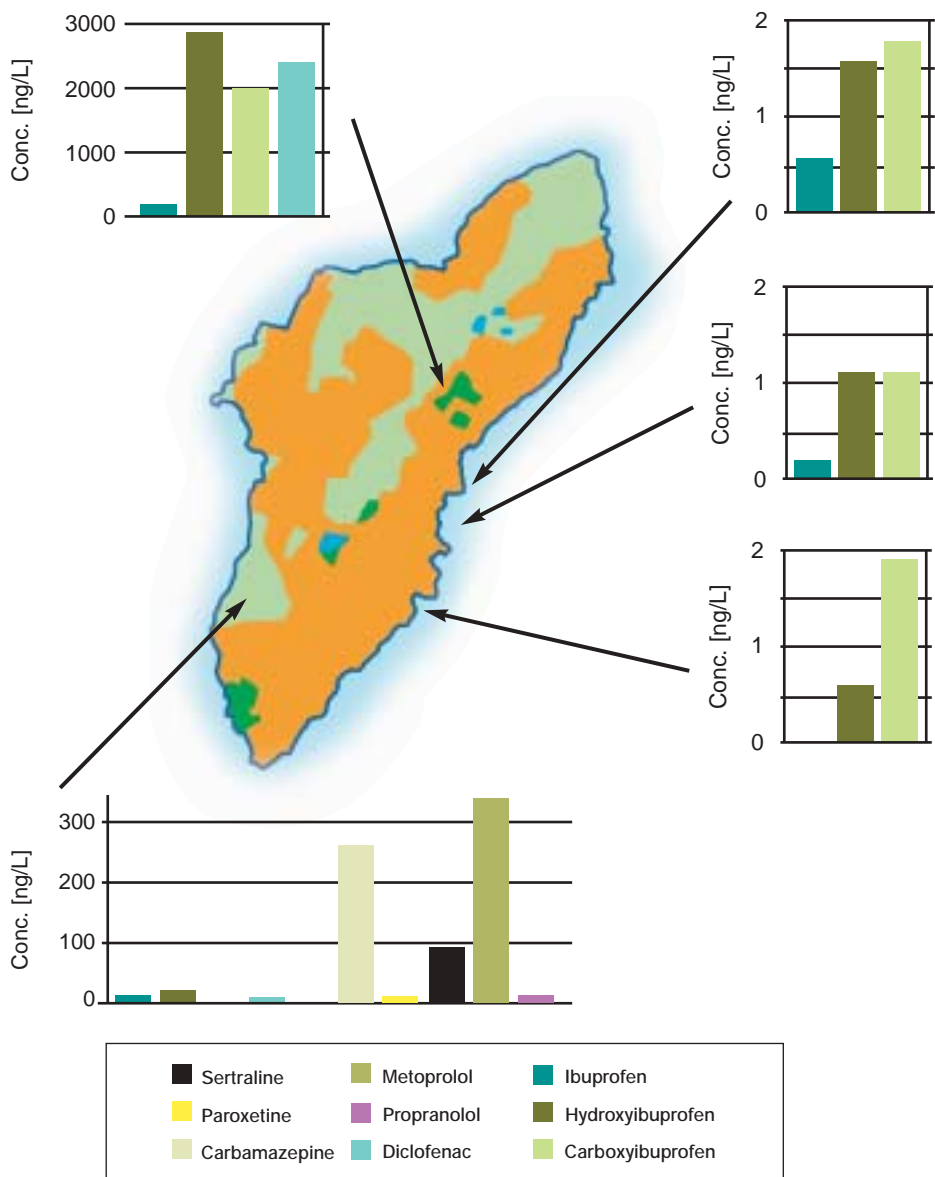 Conc. [ng/L]
3000
2000
1000
0
Conc. [ng/L]
2
1
0
Conc. [ng/L]
2
1
0
Conc. [ng/L]
2
1
0
Conc. [ng/L]
300
200
100
0
Sertraline Metoprolol Ibuprofen
Paroxetine Propranolol Hydroxyibuprofen
Carbamazepine Diclofenac Carboxyibuprofen